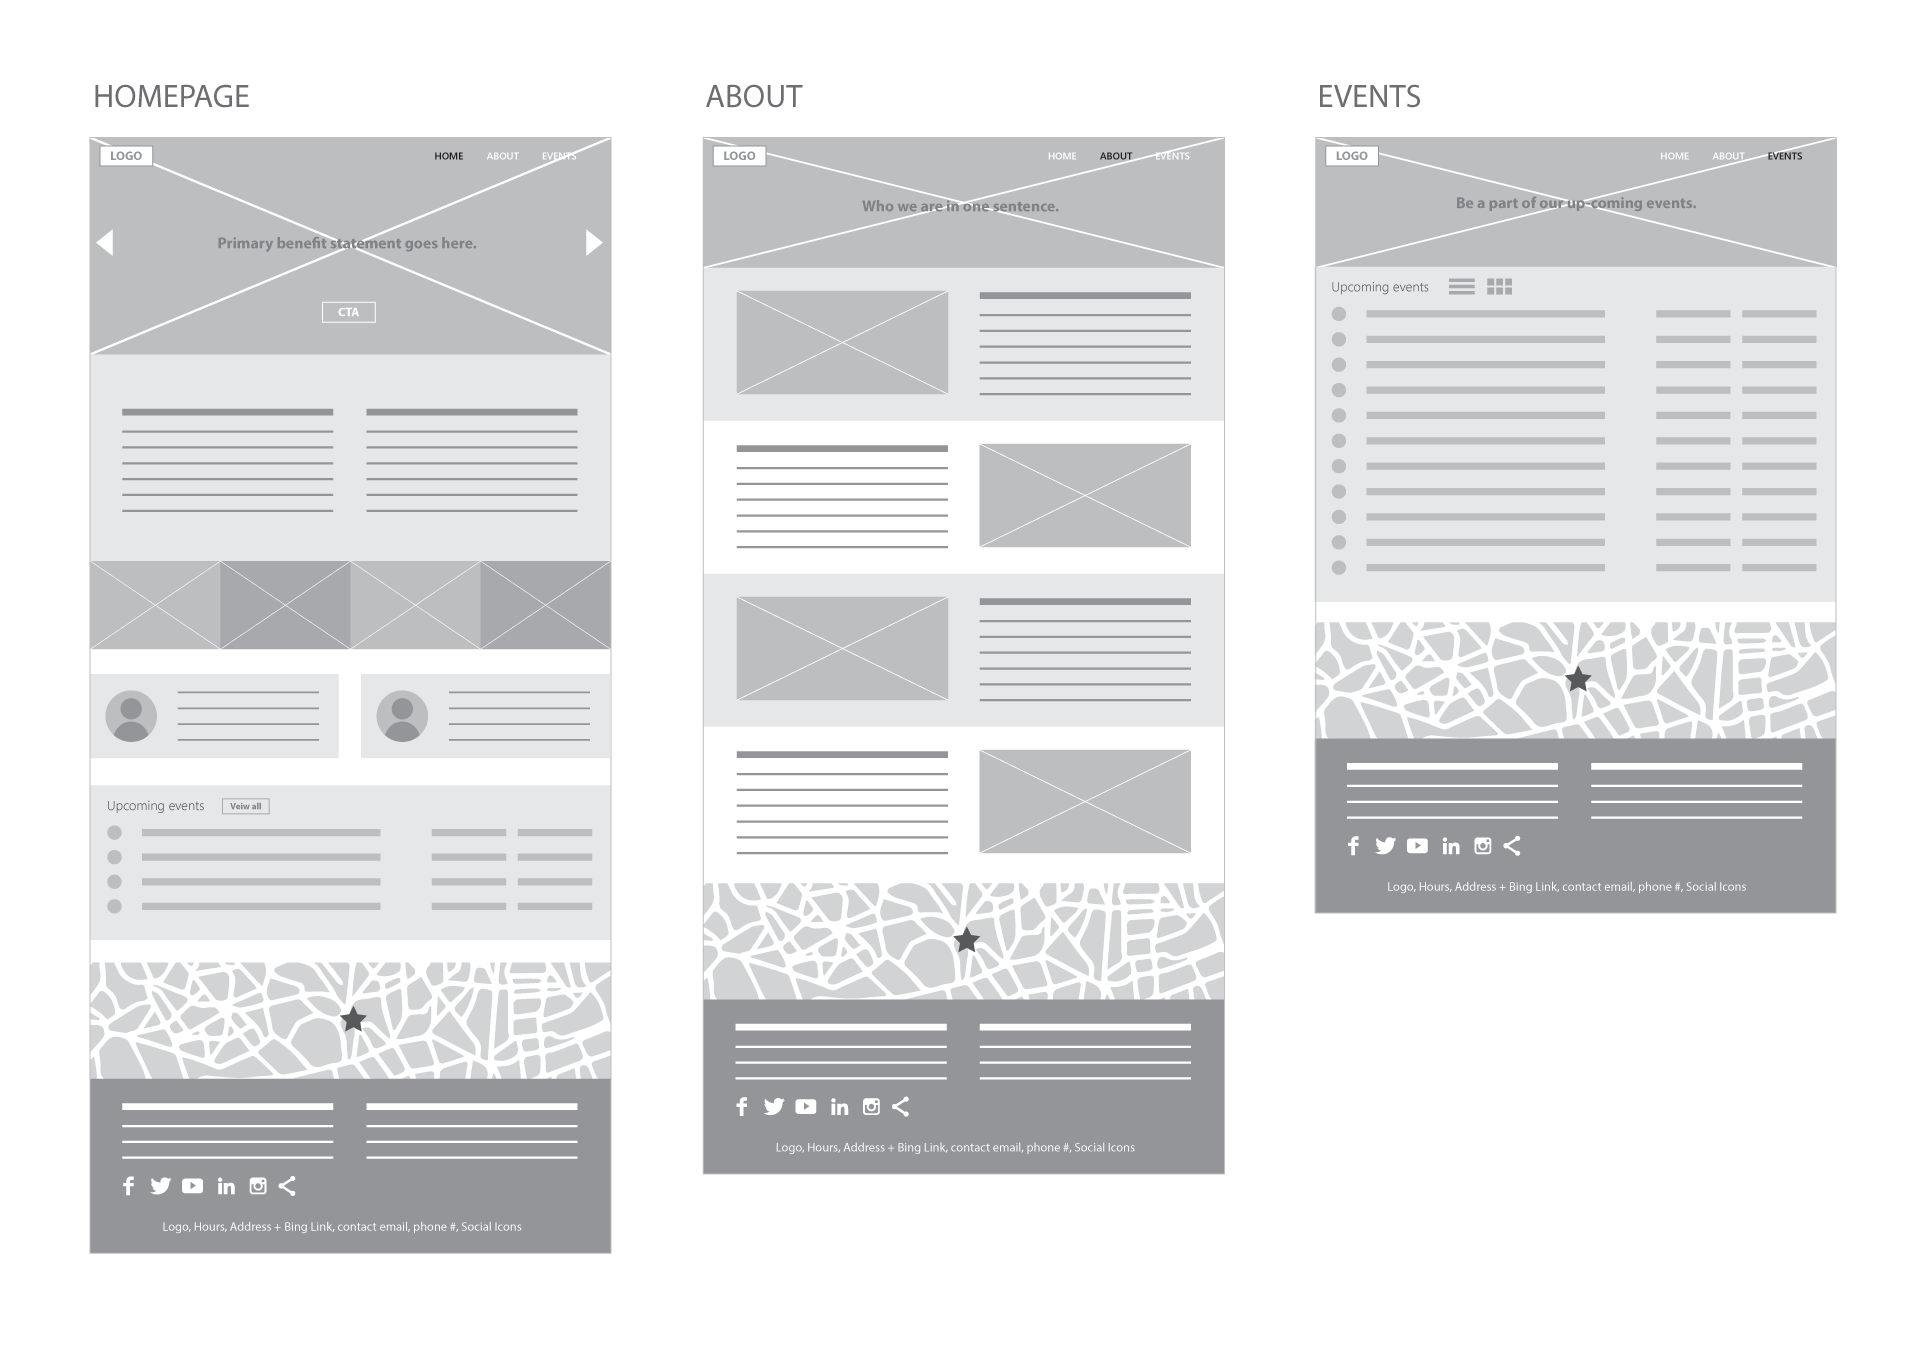 HOMEPAGE
LOGO
HOME ABOUT EVENTS
Primary benefit statement goes here.
CTA
Upcoming events Veiw all
Logo, Hours, Address + Bing Link, contact email, phone #, Social Icons
ABOUT
LOGO
HOME ABOUT EVENTS
Who we are in one sentence.
Logo, Hours, Address + Bing Link, contact email, phone #, Social Icons
EVENTS
LOGO
HOME ABOUT EVENTS
Be a part of our up-coming events.
Upcoming events
Logo, Hours, Address + Bing Link, contact email, phone #, Social Icons